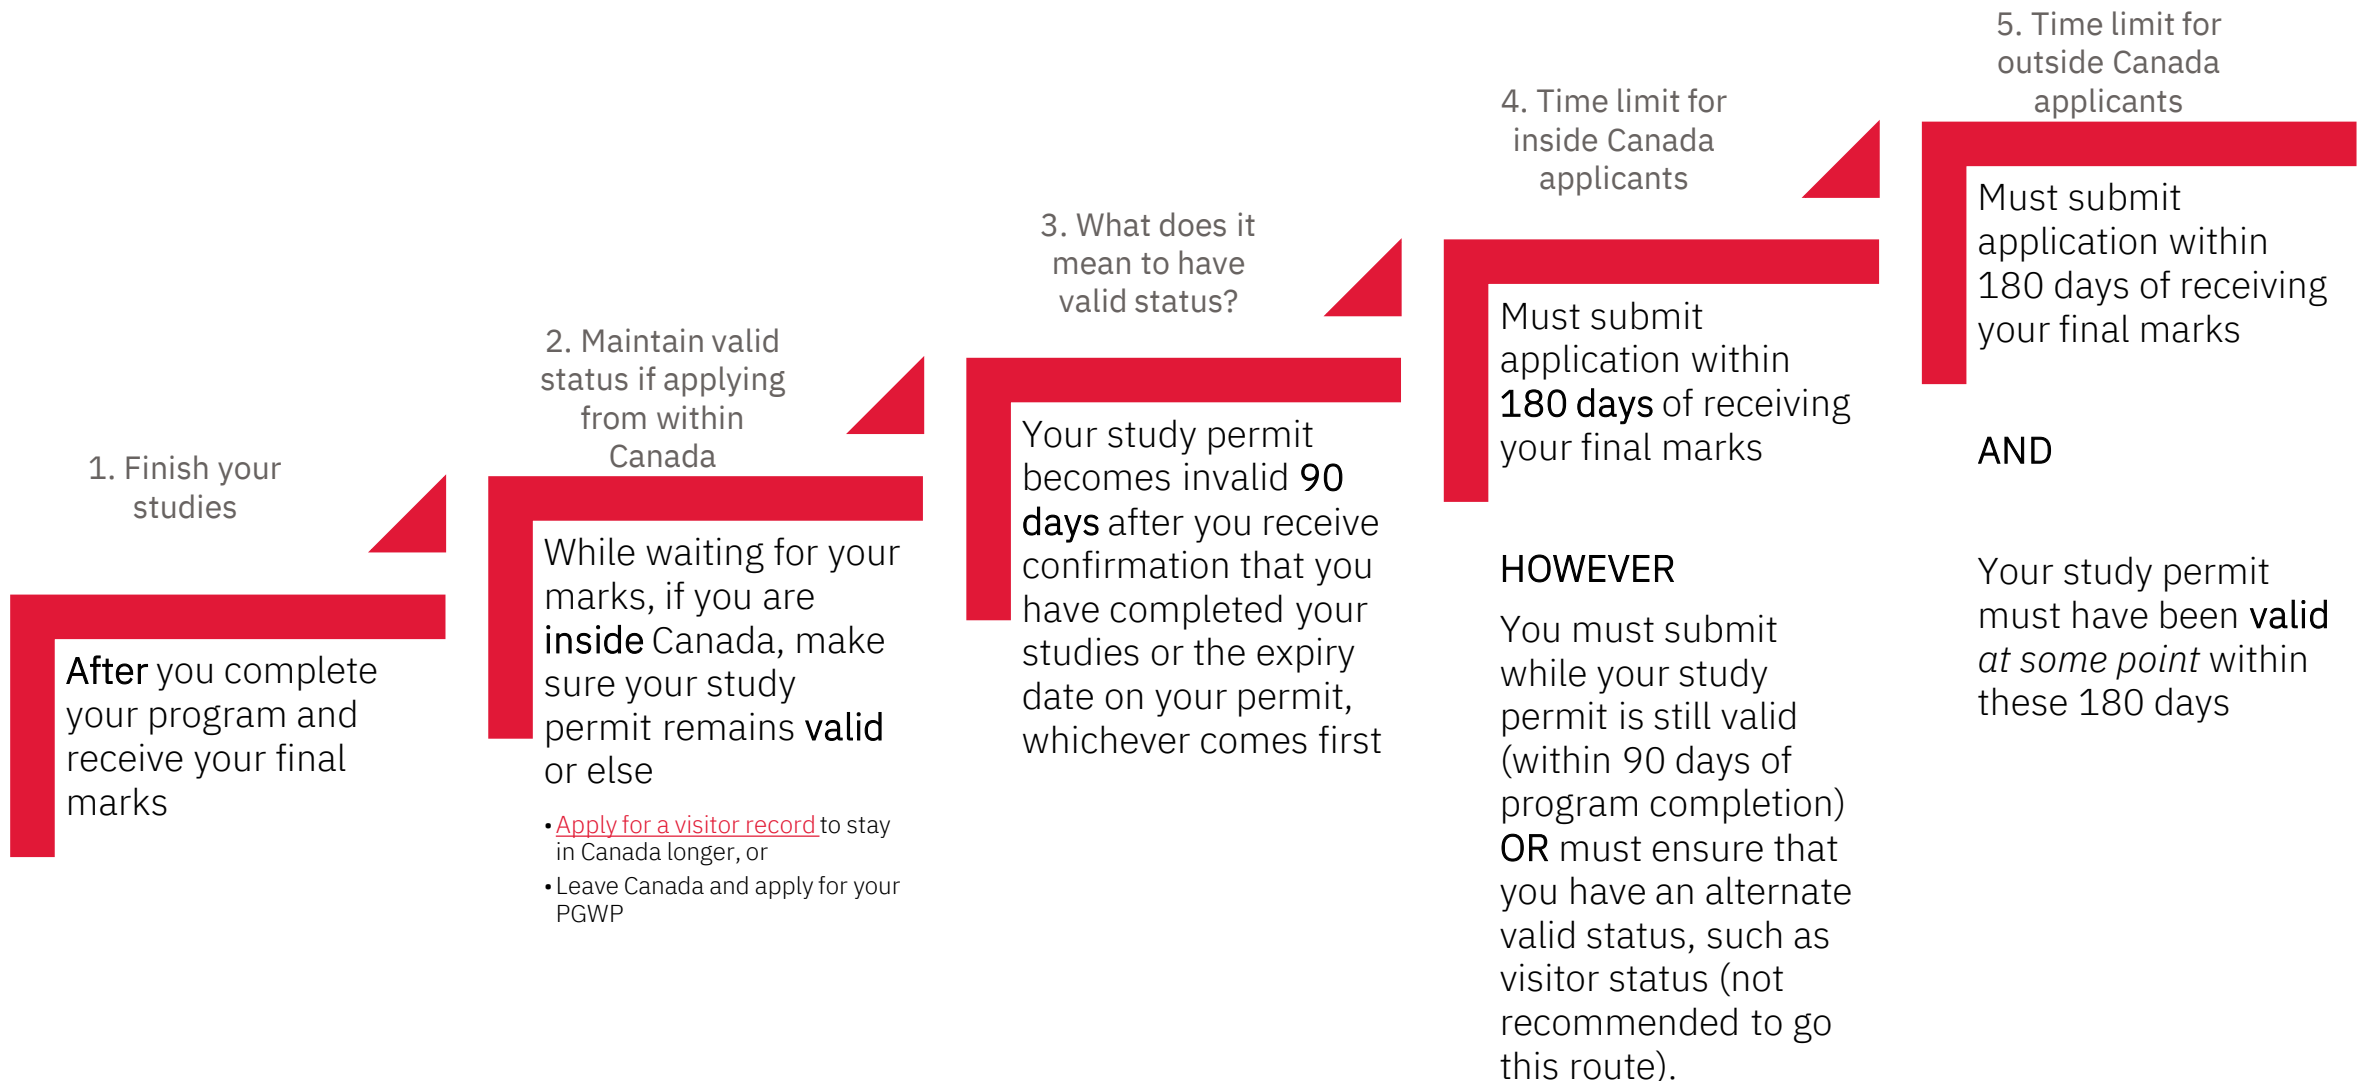 1. Finish your
studies
After you complete
your program and
receive your final
marks
2. Maintain valid
status if applying
from within
Canada
While waiting for your
marks, if you are
inside Canada, make
sure your study
permit remains valid
or else
• Apply for a visitor record to stay
in Canada longer, or
• Leave Canada and apply for your
PGWP
3. What does it
mean to have
valid status?
Your study permit
becomes invalid 90
days after you receive
confirmation that you
have completed your
studies or the expiry
date on your permit,
whichever comes first
4. Time limit for
inside Canada
applicants
Must submit
application within
180 days of receiving
your final marks
HOWEVER
You must submit
while your study
permit is still valid
(within 90 days of
program completion)
OR must ensure that
you have an alternate
valid status, such as
visitor status (not
recommended to go
this route).
5. Time limit for
outside Canada
applicants
Must submit
application within
180 days of receiving
your final marks
AND
Your study permit
must have been valid
at some point within
these 180 days